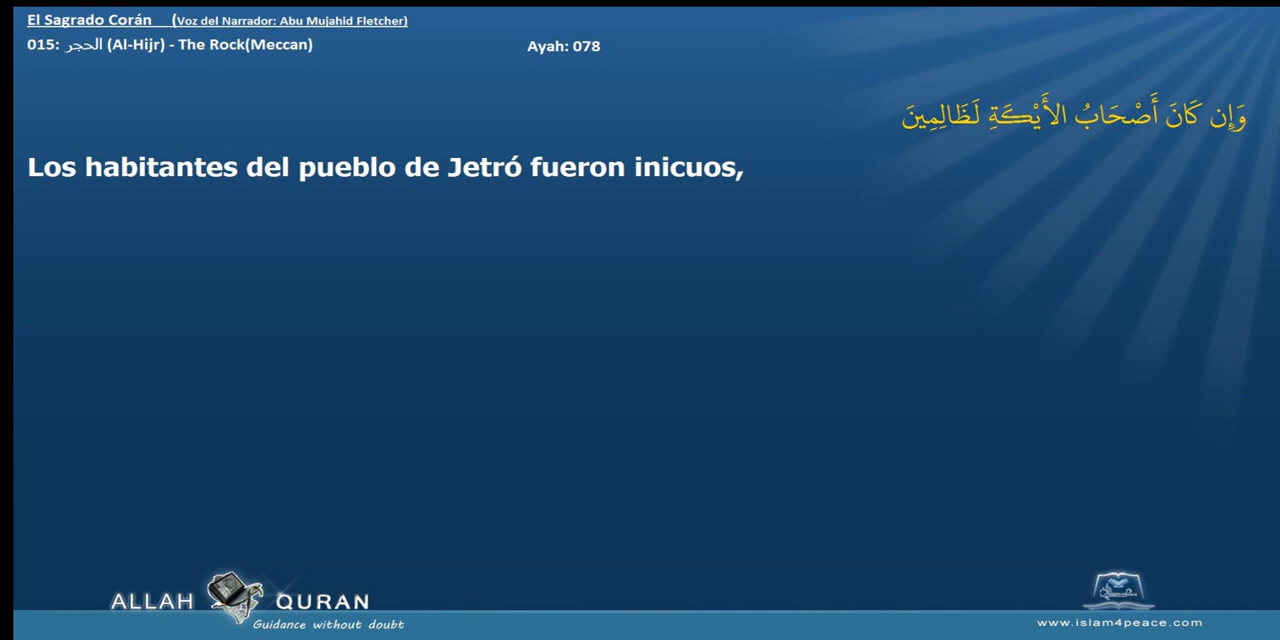 El Sagrado Corán (Voz del Narrador: Abu Mujahid Fletcher)
015: الحجر (Al-Hijr) - The Rock(Meccan) Ayah: 078
وَإِن كَانَ أَصْحَابُ الأَيْكَةِ لَظَالِمِينَ
Los habitantes del pueblo de Jetró fueron inicuos,
ALLAH QURAN
Guidance without doubt
www.islam4peace.com